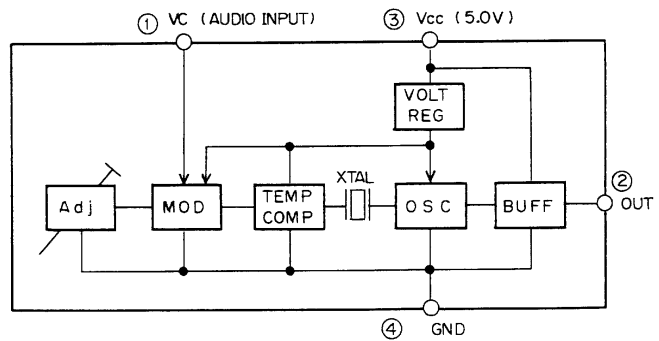 ① VC (AUDIO INPUT)
③ Vcc (5.0V)
VOLT
REG
XTAL
②
Adj
MOD
TEMP
COMP
OSC
BUFF
OUT
④ GND